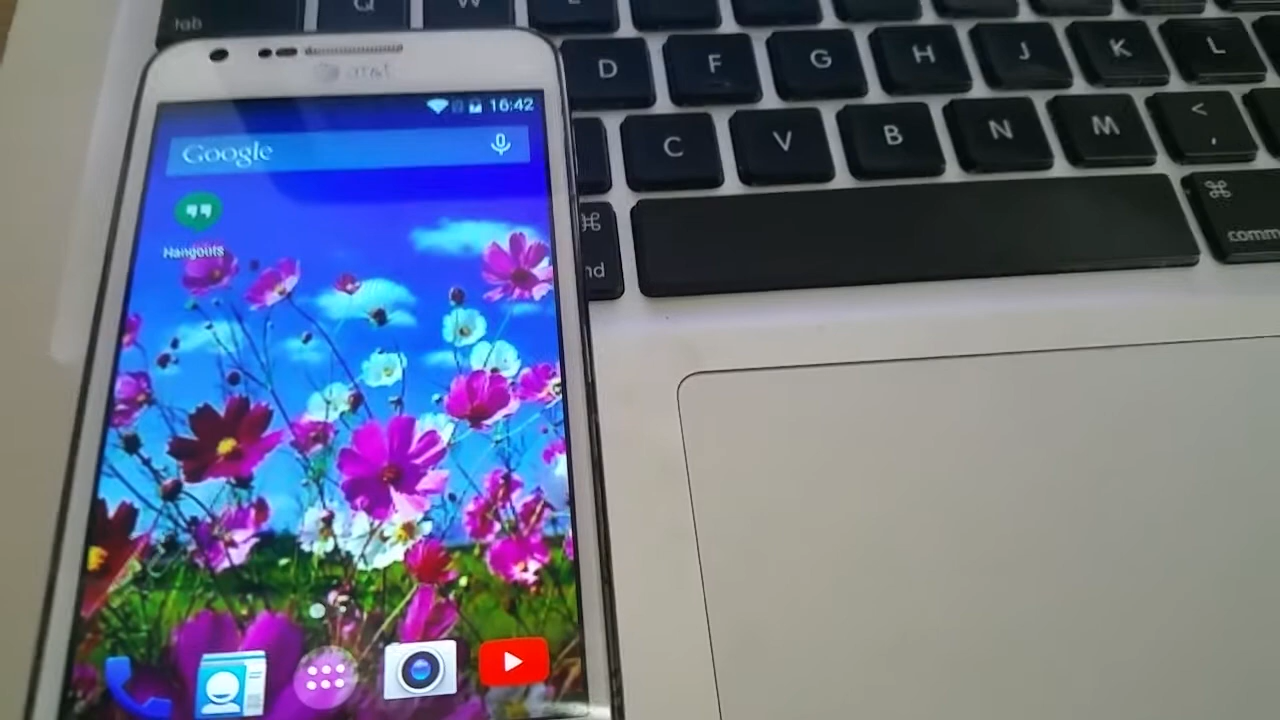 tab
at&t
16:42
Google
Hangouts
D F G H J K L
C V B N M < ,
⌘ ⌘
nd comm